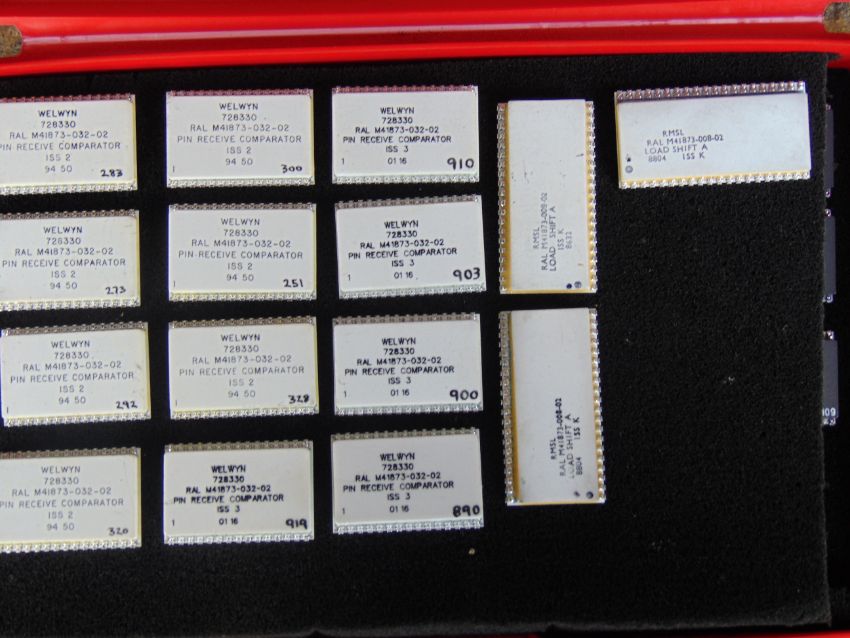 WELWYN
728330
RAL M41873-032-02
PIN RECEIVE COMPARATOR
ISS 2
94 50
283
WELWYN
728330
RAL M41873-032-02
PIN RECEIVE COMPARATOR
ISS 2
1 94 50
300
WELWYN
728330
RAL M41873-032-02
PIN RECEIVE COMPARATOR
ISS 3
1 01 16
910
RMSL
RAL M41873-008-02
LOAD SHIFT A
ISS K
8632
RMSL
RAL M41873-008-02
LOAD SHIFT A
8804 ISS K
WELWYN
728330
RAL M41873-032-02
PIN RECEIVE COMPARATOR
ISS 2
94 50
273
WELWYN
728330
RAL M41873-032-02
PIN RECEIVE COMPARATOR
ISS 2
1 94 50
251
WELWYN
728330
RAL M41873-032-02
PIN RECEIVE COMPARATOR
ISS 3
1 01 16
903
WELWYN
728330
RAL M41873-032-02
PIN RECEIVE COMPARATOR
ISS 2
1 94 50
292
WELWYN
728330
RAL M41873-032-02
PIN RECEIVE COMPARATOR
ISS 2
1 94 50
328
WELWYN
728330
RAL M41873-032-02
PIN RECEIVE COMPARATOR
ISS 3
1 01 16
900
RMSL
RAL M41873-008-02
LOAD SHIFT A
8804 ISS K
WELWYN
728330
RAL M41873-032-02
PIN RECEIVE COMPARATOR
ISS 2
94 50
320
WELWYN
728330
RAL M41873-032-02
PIN RECEIVE COMPARATOR
ISS 3
1 01 16
919
WELWYN
728330
RAL M41873-032-02
PIN RECEIVE COMPARATOR
ISS 3
1 01 16
890